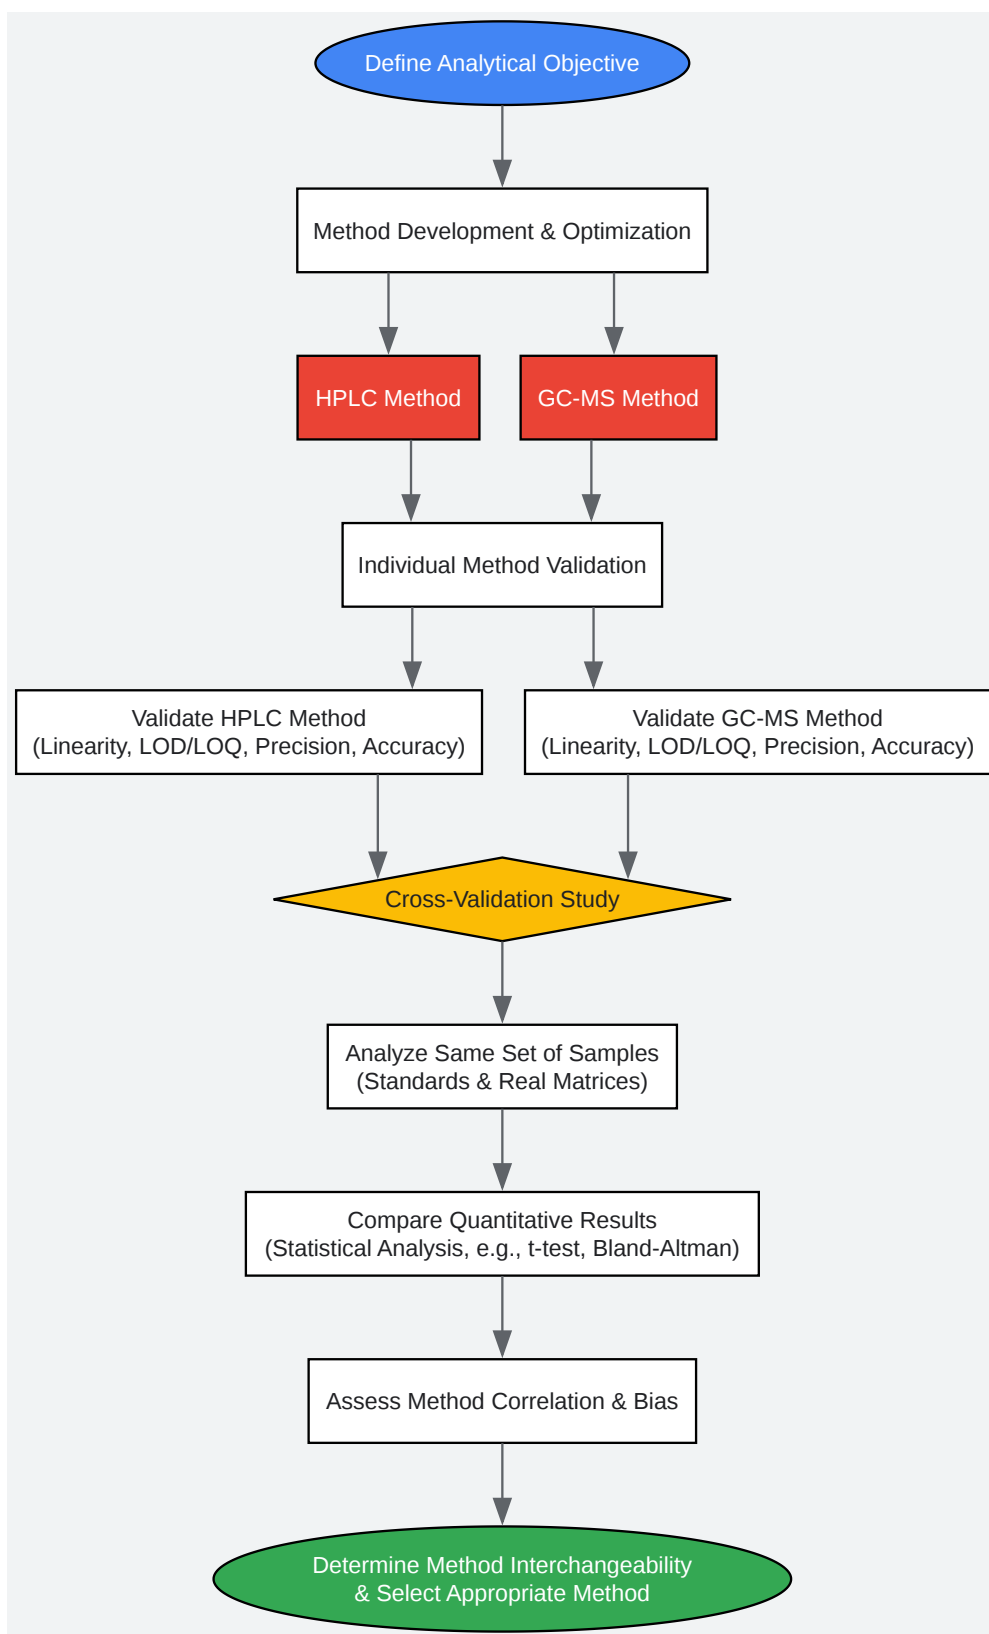 Define Analytical Objective
Method Development & Optimization
HPLC Method
GC-MS Method
Individual Method Validation
Validate HPLC Method
(Linearity, LOD/LOQ, Precision, Accuracy)
Validate GC-MS Method
(Linearity, LOD/LOQ, Precision, Accuracy)
Cross-Validation Study
Analyze Same Set of Samples
(Standards & Real Matrices)
Compare Quantitative Results
(Statistical Analysis, e.g., t-test, Bland-Altman)
Assess Method Correlation & Bias
Determine Method Interchangeability
& Select Appropriate Method